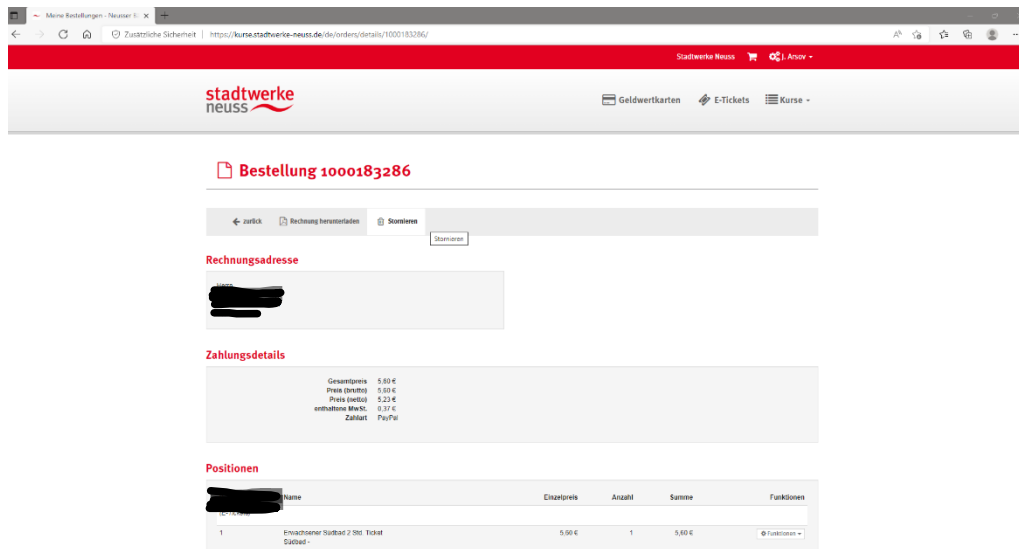 Meine Bestellungen - Neusser B
Zusätzliche Sicherheit | https://kurse.stadtwerke-neuss.de/de/orders/details/1000183286/
Stadtwerke Neuss J. Arsov
stadtwerke
neuss
Geldwertkarten E-Tickets Kurse
Bestellung 1000183286
zurück Rechnung herunterladen Stornieren
Stornieren
Rechnungsadresse
Zahlungsdetails
Gesamtpreis 5,60 €
Preis (brutto) 5,60 €
Preis (netto) 5,23 €
enthaltene MwSt. 0,37 €
Zahlart PayPal
Positionen
Name Einzelpreis Anzahl Summe Funktionen
1 Erwachsener Südbad 2 Std. Ticket 5,60 € 1 5,60 € Funktionen
Südbad -